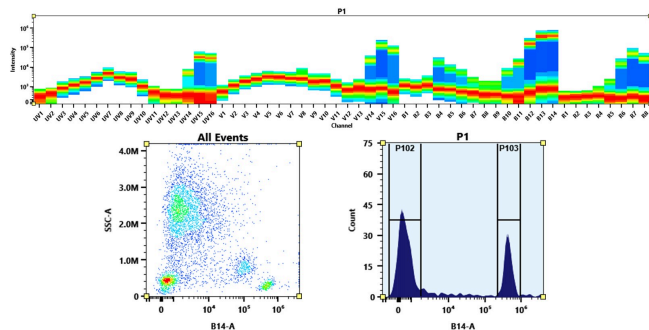 P1
Intensity
0
UV1 UV2 UV3 UV4 UV5 UV6 UV7 UV8 UV9 UV10 UV11 UV12 UV13 UV14 UV15 UV16 V1 V2 V3 V4 V5 V6 V7 V8 V9 V10 V11 V12 V13 V14 V15 V16 B1 B2 B3 B4 B5 B6 B7 B8 B9 B10 B11 B12 B13 B14 R1 R2 R3 R4 R5 R6 R7 R8
Channel
All Events
SSC-A
4.0M
3.0M
2.0M
1.0M
0
0 10⁴ 10⁵ 10⁶
B14-A
P1
P102 P103
Count
75
60
45
30
15
0
0 10⁴ 10⁵ 10⁶
B14-A